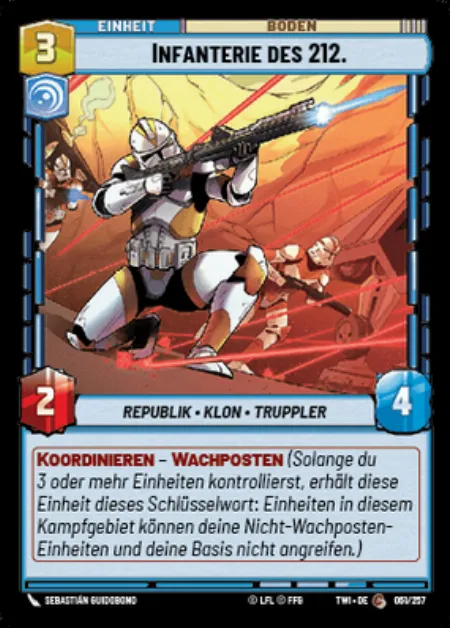 EINHEIT
BODEN
3
INFANTERIE DES 212.
2
REPUBLIK • KLON • TRUPPLER
4
KOORDINIEREN – WACHPOSTEN (Solange du
3 oder mehr Einheiten kontrollierst, erhält diese
Einheit dieses Schlüsselwort: Einheiten in diesem
Kampfgebiet können deine Nicht-Wachposten-
Einheiten und deine Basis nicht angreifen.)
SEBASTIÁN GUIDOBONO
© LFL © FFG
TWI • DE
061/257